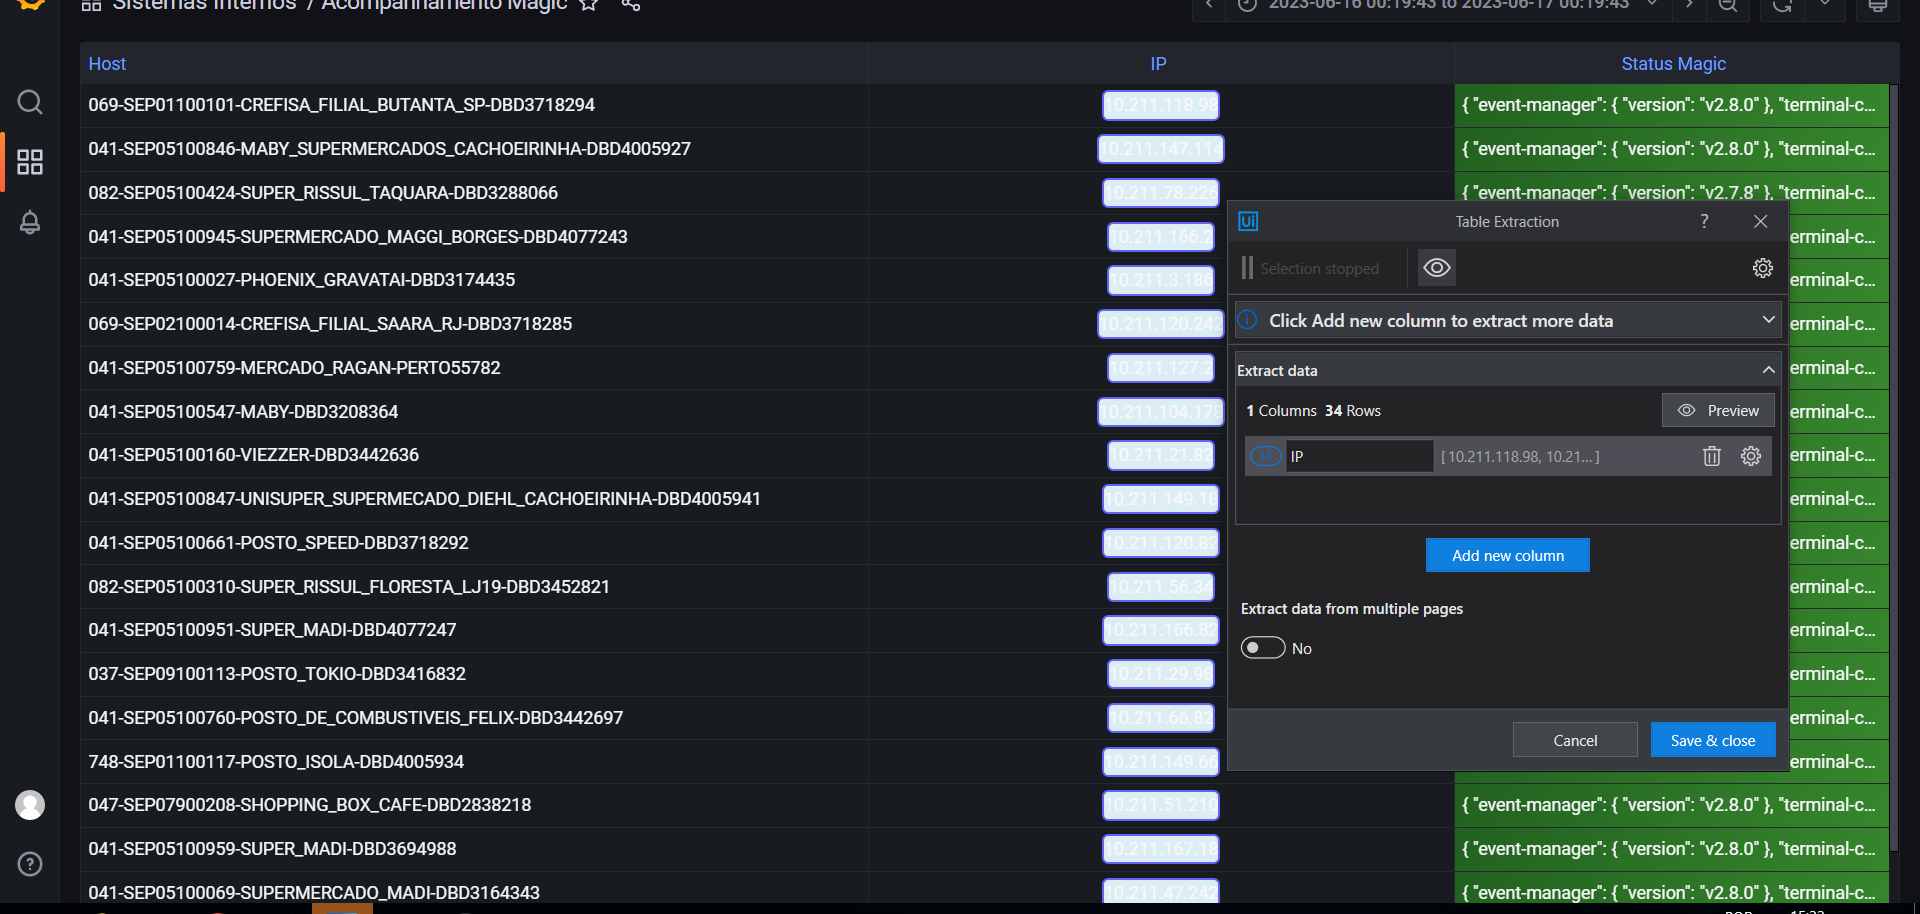 Sistemas Internos / Acompanhamento Magic
2023-06-16 00:19:43 to 2023-06-17 00:19:43
Host IP Status Magic
069-SEP01100101-CREFISA_FILIAL_BUTANTA_SP-DBD3718294 10.211.118.98 { "event-manager": { "version": "v2.8.0" }, "terminal-c...
041-SEP05100846-MABY_SUPERMERCADOS_CACHOEIRINHA-DBD4005927 10.211.147.114 { "event-manager": { "version": "v2.8.0" }, "terminal-c...
082-SEP05100424-SUPER_RISSUL_TAQUARA-DBD3288066 10.211.78.226 { "event-manager": { "version": "v2.7.8" }, "terminal-c...
041-SEP05100945-SUPERMERCADO_MAGGI_BORGES-DBD4077243 10.211.166.2 erminal-c...
041-SEP05100027-PHOENIX_GRAVATAI-DBD3174435 10.211.3.186 erminal-c...
069-SEP02100014-CREFISA_FILIAL_SAARA_RJ-DBD3718285 10.211.120.242 erminal-c...
041-SEP05100759-MERCADO_RAGAN-PERTO55782 10.211.127.2 erminal-c...
041-SEP05100547-MABY-DBD3208364 10.211.104.178 erminal-c...
041-SEP05100160-VIEZZER-DBD3442636 10.211.21.82 erminal-c...
041-SEP05100847-UNISUPER_SUPERMECADO_DIEHL_CACHOEIRINHA-DBD4005941 10.211.149.18 erminal-c...
041-SEP05100661-POSTO_SPEED-DBD3718292 10.211.120.82 erminal-c...
082-SEP05100310-SUPER_RISSUL_FLORESTA_LJ19-DBD3452821 10.211.56.34 erminal-c...
041-SEP05100951-SUPER_MADI-DBD4077247 10.211.166.82 erminal-c...
037-SEP09100113-POSTO_TOKIO-DBD3416832 10.211.29.98 erminal-c...
041-SEP05100760-POSTO_DE_COMBUSTIVEIS_FELIX-DBD3442697 10.211.66.82 erminal-c...
748-SEP01100117-POSTO_ISOLA-DBD4005934 10.211.149.66 erminal-c...
047-SEP07900208-SHOPPING_BOX_CAFE-DBD2838218 10.211.51.210 { "event-manager": { "version": "v2.8.0" }, "terminal-c...
041-SEP05100959-SUPER_MADI-DBD3694988 10.211.167.18 { "event-manager": { "version": "v2.8.0" }, "terminal-c...
041-SEP05100069-SUPERMERCADO_MADI-DBD3164343 10.211.47.242 { "event-manager": { "version": "v2.8.0" }, "terminal-c...
Ui Table Extraction ?
Selection stopped
Click Add new column to extract more data
Extract data
1 Columns 34 Rows Preview
34 IP [ 10.211.118.98, 10.21... ]
Add new column
Extract data from multiple pages
No
Cancel Save & close